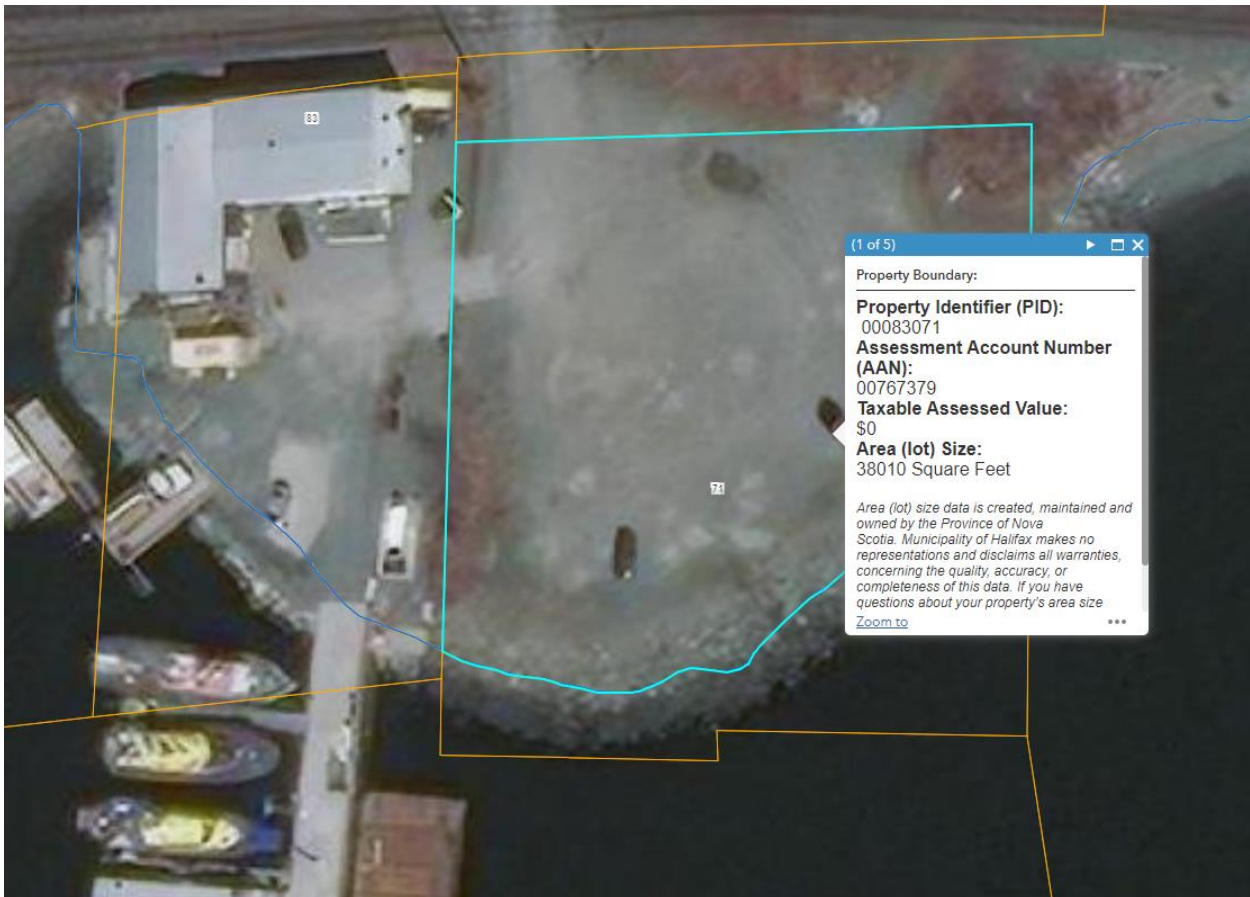 83
71
(1 of 5)
Property Boundary:
Property Identifier (PID):
00083071
Assessment Account Number
(AAN):
00767379
Taxable Assessed Value:
$0
Area (lot) Size:
38010 Square Feet
Area (lot) size data is created, maintained and
owned by the Province of Nova
Scotia. Municipality of Halifax makes no
representations and disclaims all warranties,
concerning the quality, accuracy, or
completeness of this data. If you have
questions about your property's area size
Zoom to